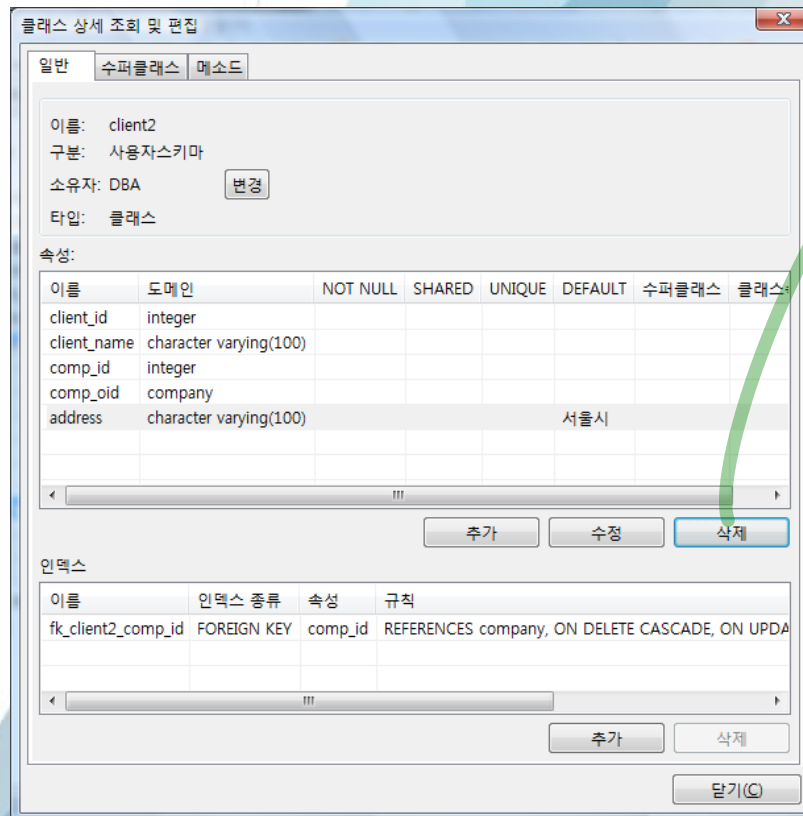 클래스 상세 조회 및 편집
일반 수퍼클래스 메소드
이름: client2
구분: 사용자스키마
소유자: DBA 변경
타입: 클래스
속성:
이름 도메인 NOT NULL SHARED UNIQUE DEFAULT 수퍼클래스 클래스
client_id integer
client_name character varying(100)
comp_id integer
comp_oid company
address character varying(100) 서울시
추가 수정 삭제
인덱스
이름 인덱스 종류 속성 규칙
fk_client2_comp_id FOREIGN KEY comp_id REFERENCES company, ON DELETE CASCADE, ON UPDA
추가 삭제
닫기(C)